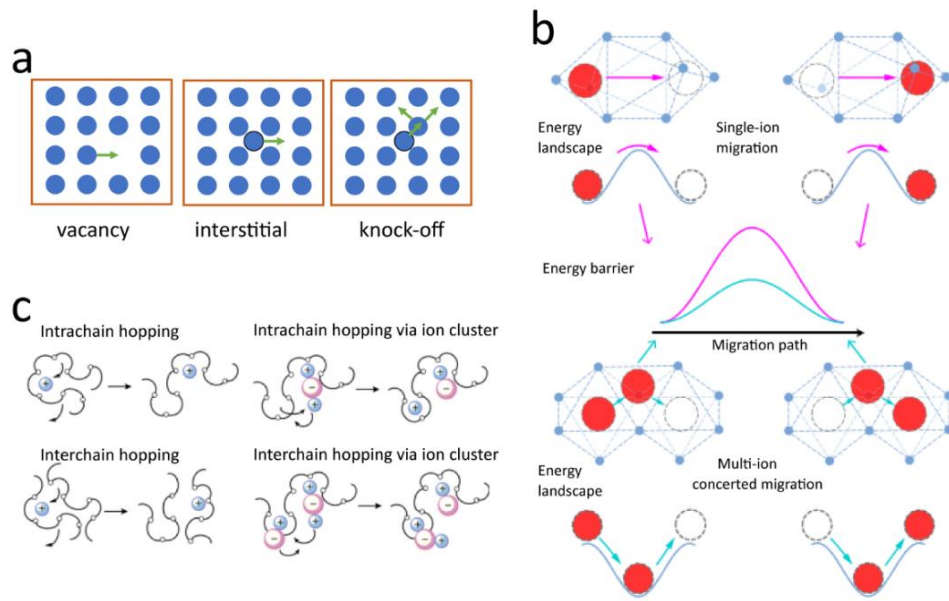 a
vacancy
interstitial
knock-off
b
Energy
landscape
Single-ion
migration
Energy barrier
Migration path
Energy
landscape
Multi-ion
concerted migration
c
Intrachain hopping
Intrachain hopping via ion cluster
+
+
+
−
+
+
−
+
Interchain hopping
Interchain hopping via ion cluster
+
+
−
+
+
−
−
+
+
−
+